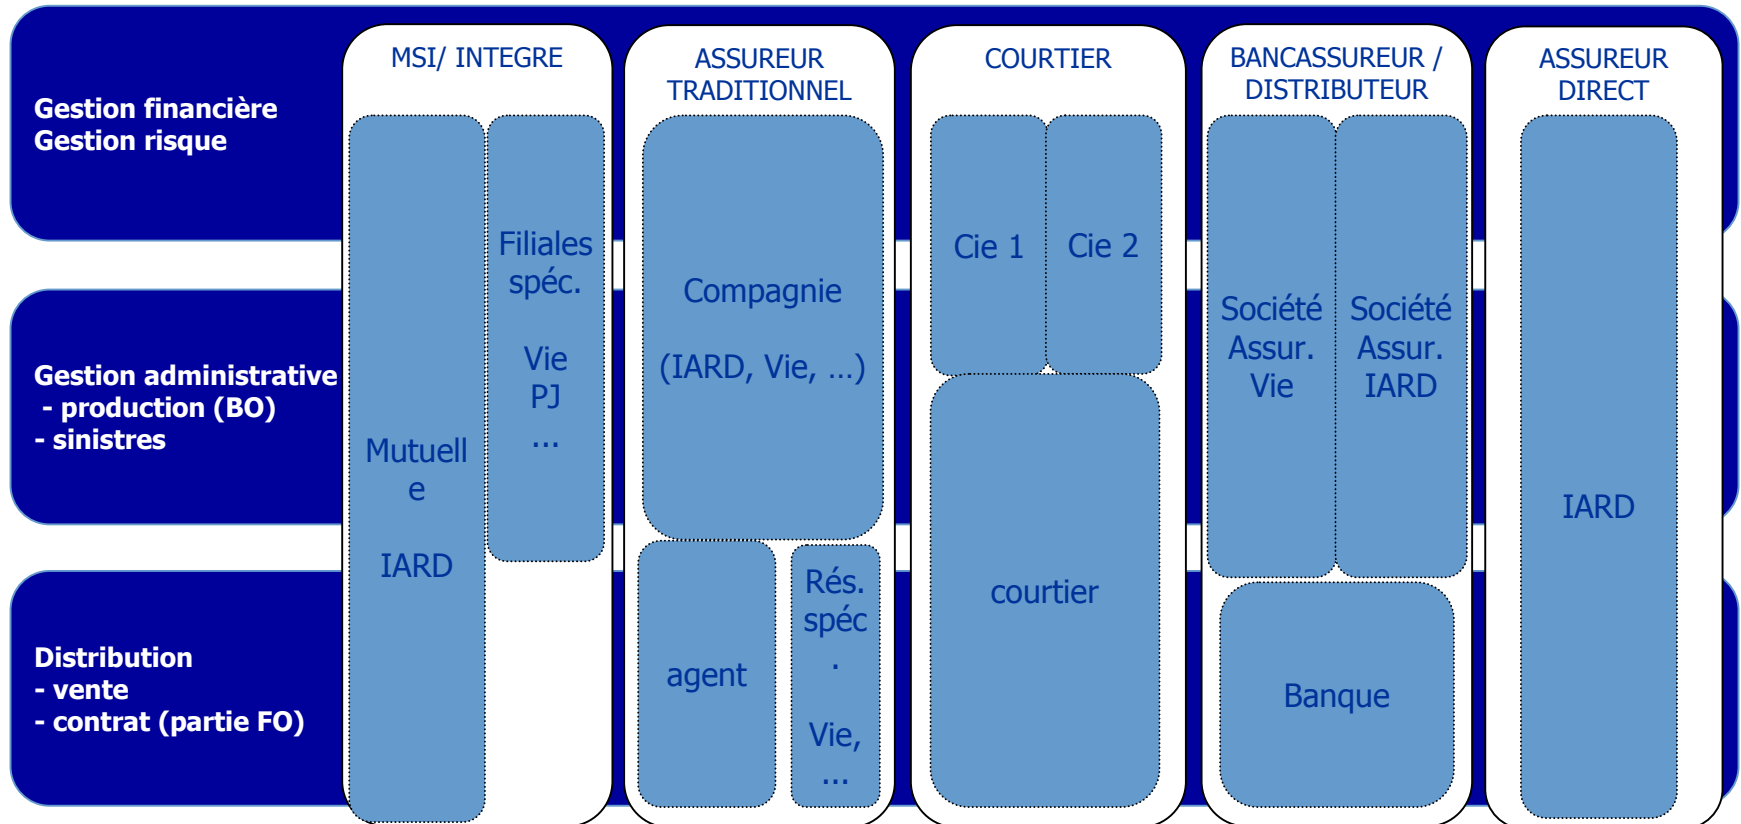 MSI/ INTEGRE
ASSUREUR
TRADITIONNEL
COURTIER
BANCASSUREUR /
DISTRIBUTEUR
ASSUREUR
DIRECT
Gestion financière
Gestion risque
Gestion administrative
- production (BO)
- sinistres
Distribution
- vente
- contrat (partie FO)
Mutuell
e
IARD
Filiales
spéc.
Vie
PJ
...
Compagnie
(IARD, Vie, …)
agent
Rés.
spéc
.
Vie,
...
Cie 1
Cie 2
courtier
Société
Assur.
Vie
Société
Assur.
IARD
Banque
IARD